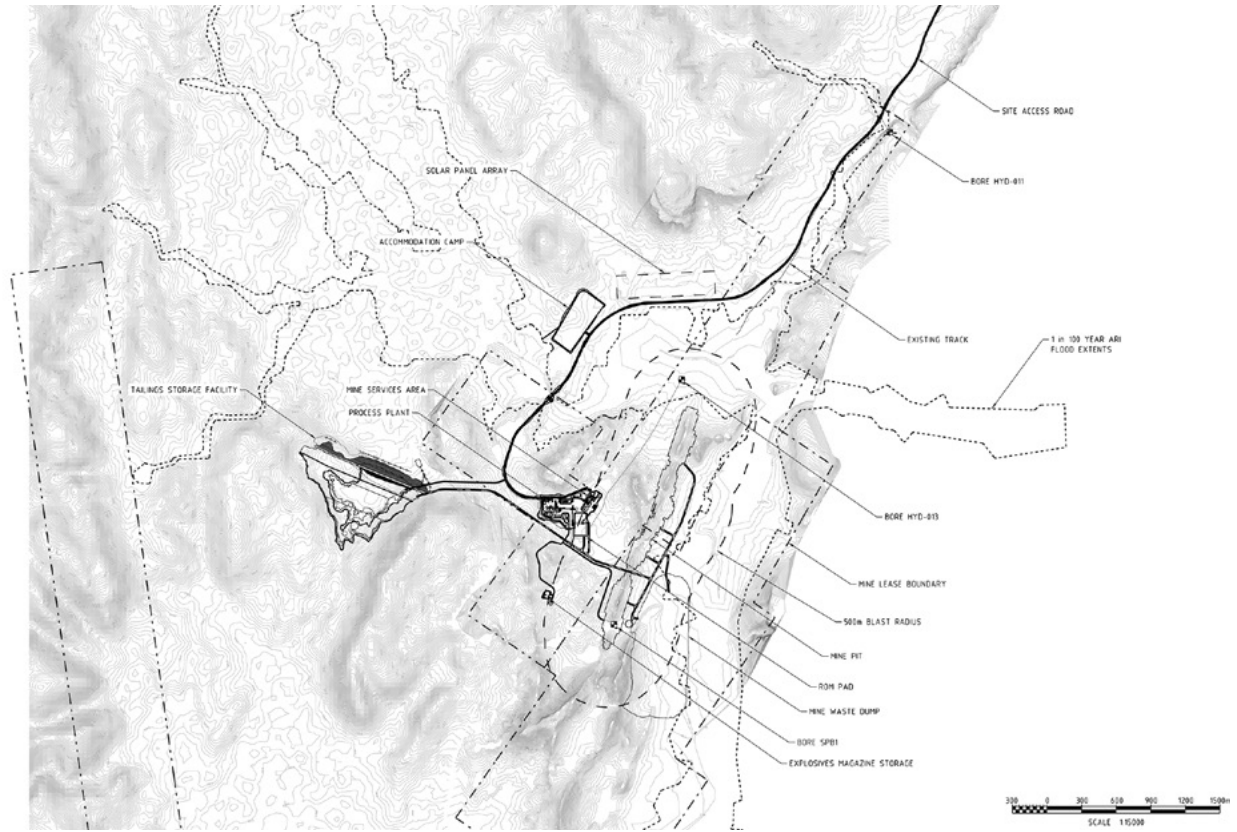 SITE ACCESS ROAD
BORE HYD-011
SOLAR PANEL ARRAY
ACCOMMODATION CAMP
EXISTING TRACK
1 in 100 YEAR ARI
FLOOD EXTENTS
TAILINGS STORAGE FACILITY
MINE SERVICES AREA
PROCESS PLANT
BORE HYD-013
MINE LEASE BOUNDARY
500m BLAST RADIUS
MINE PIT
ROM PAD
MINE WASTE DUMP
BORE SPB1
EXPLOSIVES MAGAZINE STORAGE
300 0 300 600 900 1200 1500m
SCALE 1:15000